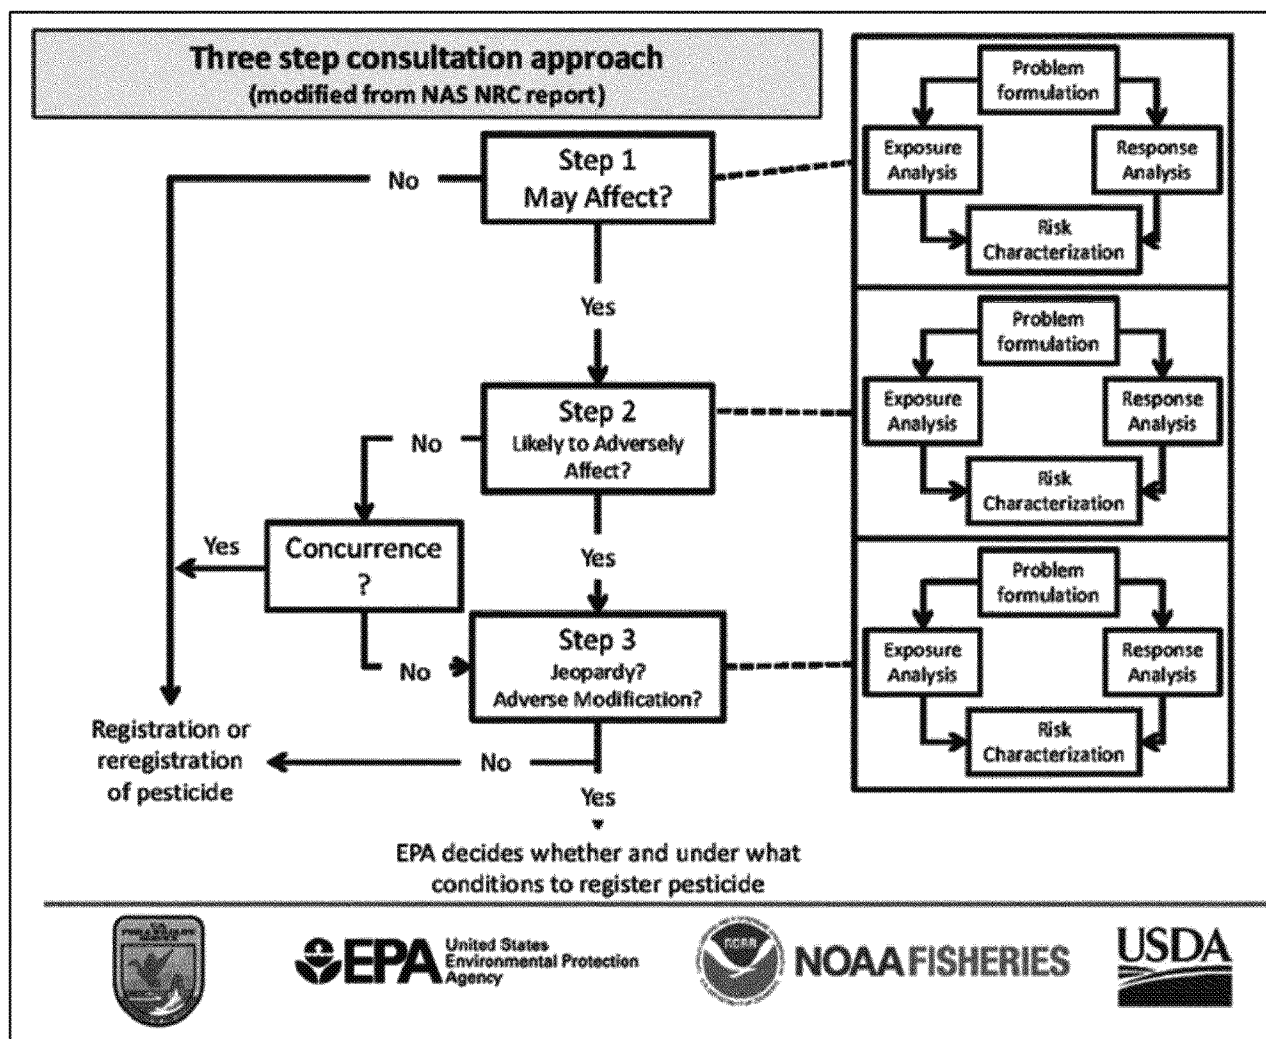 Three step consultation approach
(modified from NAS NRC report)
Step 1
May Affect?
No
Yes
Step 2
Likely to Adversely
Affect?
No
Yes
Concurrence
?
Yes
No
Step 3
Jeopardy?
Adverse Modification?
Registration or
reregistration
of pesticide
No
Yes
EPA decides whether and under what
conditions to register pesticide
Problem
formulation
Exposure
Analysis
Response
Analysis
Risk
Characterization
Problem
formulation
Exposure
Analysis
Response
Analysis
Risk
Characterization
Problem
formulation
Exposure
Analysis
Response
Analysis
Risk
Characterization
U.S.
FISH & WILDLIFE
SERVICE
EPA
United States
Environmental Protection
Agency
NOAA
NOAA FISHERIES
USDA